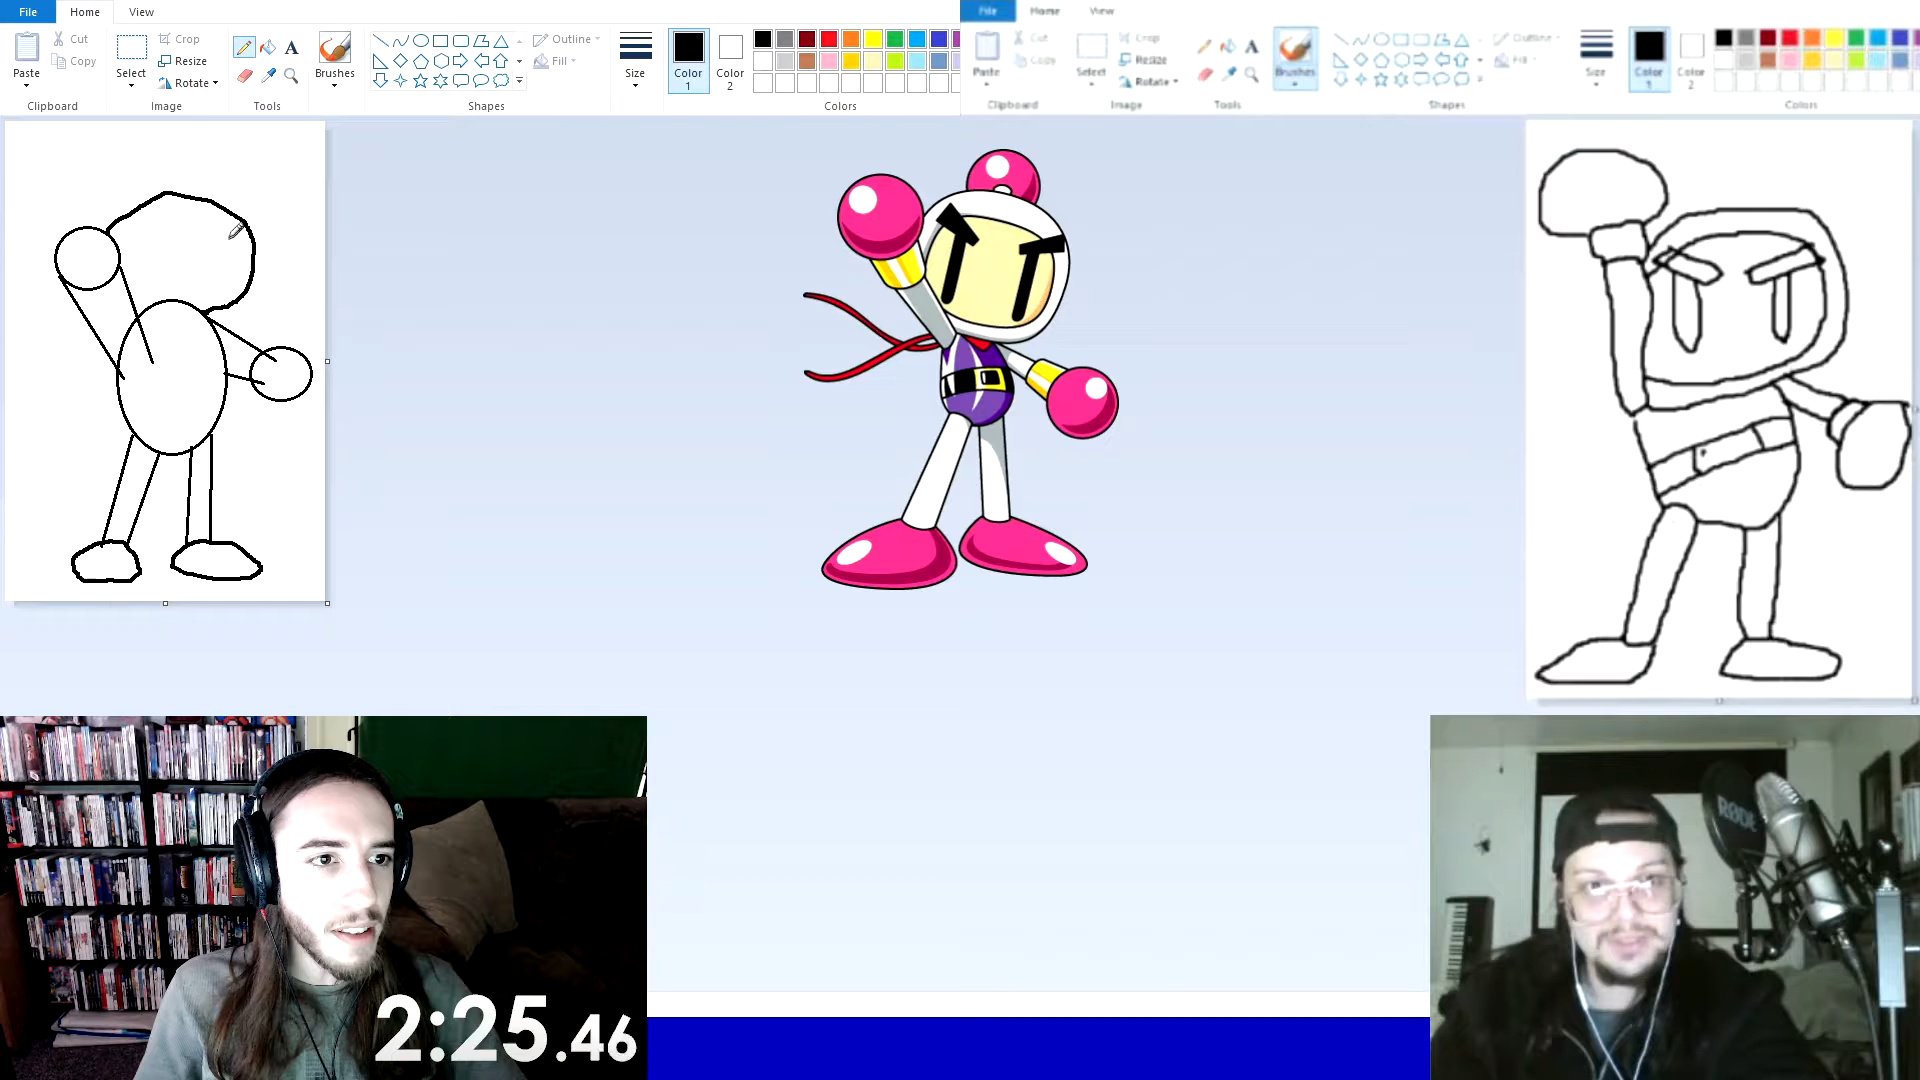 File Home View
Paste
Cut
Copy
Select
Crop
Resize
Rotate
A
Brushes
Outline
Fill
Size
Color
1
Color
2
Clipboard
Image
Tools
Shapes
Colors
File Home View
Paste
Cut
Copy
Select
Crop
Resize
Rotate
A
Brushes
Outline
Fill
Size
Color
1
Color
2
Clipboard
Image
Tools
Shapes
Colors
RØDE
2:25.46